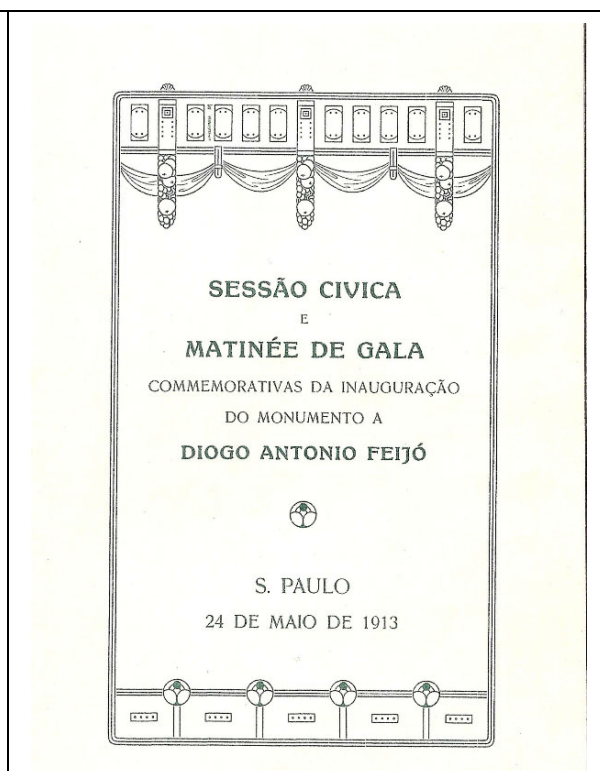 SESSÃO CIVICA
E
MATINÉE DE GALA
COMMEMORATIVAS DA INAUGURAÇÃO
DO MONUMENTO A
DIOGO ANTONIO FEIJÓ
S. PAULO
24 DE MAIO DE 1913